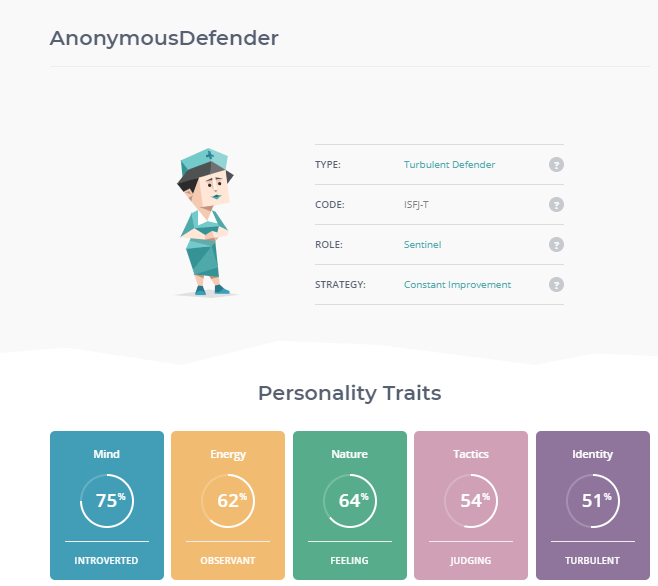 AnonymousDefender
TYPE: Turbulent Defender ?
CODE: ISFJ-T ?
ROLE: Sentinel ?
STRATEGY: Constant Improvement ?
Personality Traits
Mind Energy Nature Tactics Identity
75% 62% 64% 54% 51%
INTROVERTED OBSERVANT FEELING JUDGING TURBULENT